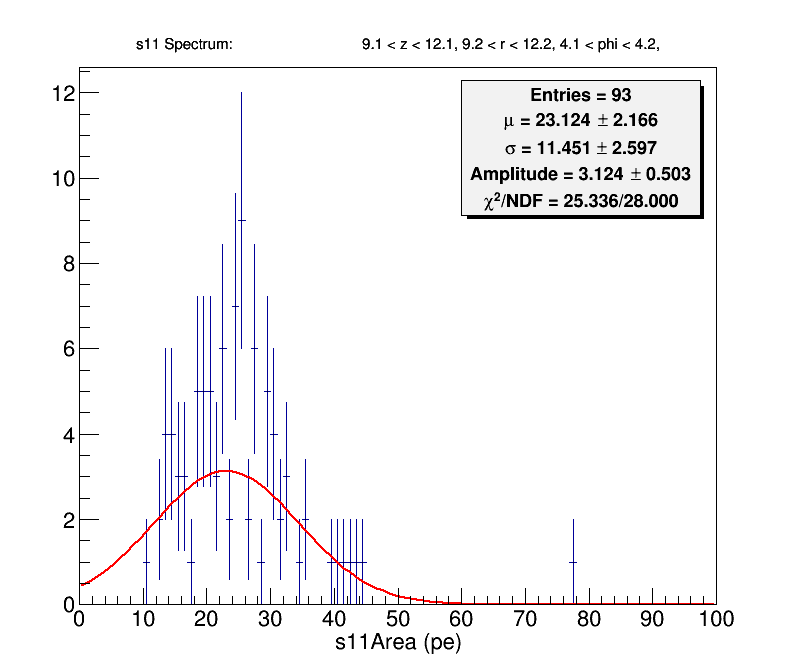 s11 Spectrum: 9.1 < z < 12.1, 9.2 < r < 12.2, 4.1 < phi < 4.2,
Entries = 93
μ = 23.124 ± 2.166
σ = 11.451 ± 2.597
Amplitude = 3.124 ± 0.503
χ²/NDF = 25.336/28.000
12
10
8
6
4
2
0
0 10 20 30 40 50 60 70 80 90 100
s11Area (pe)